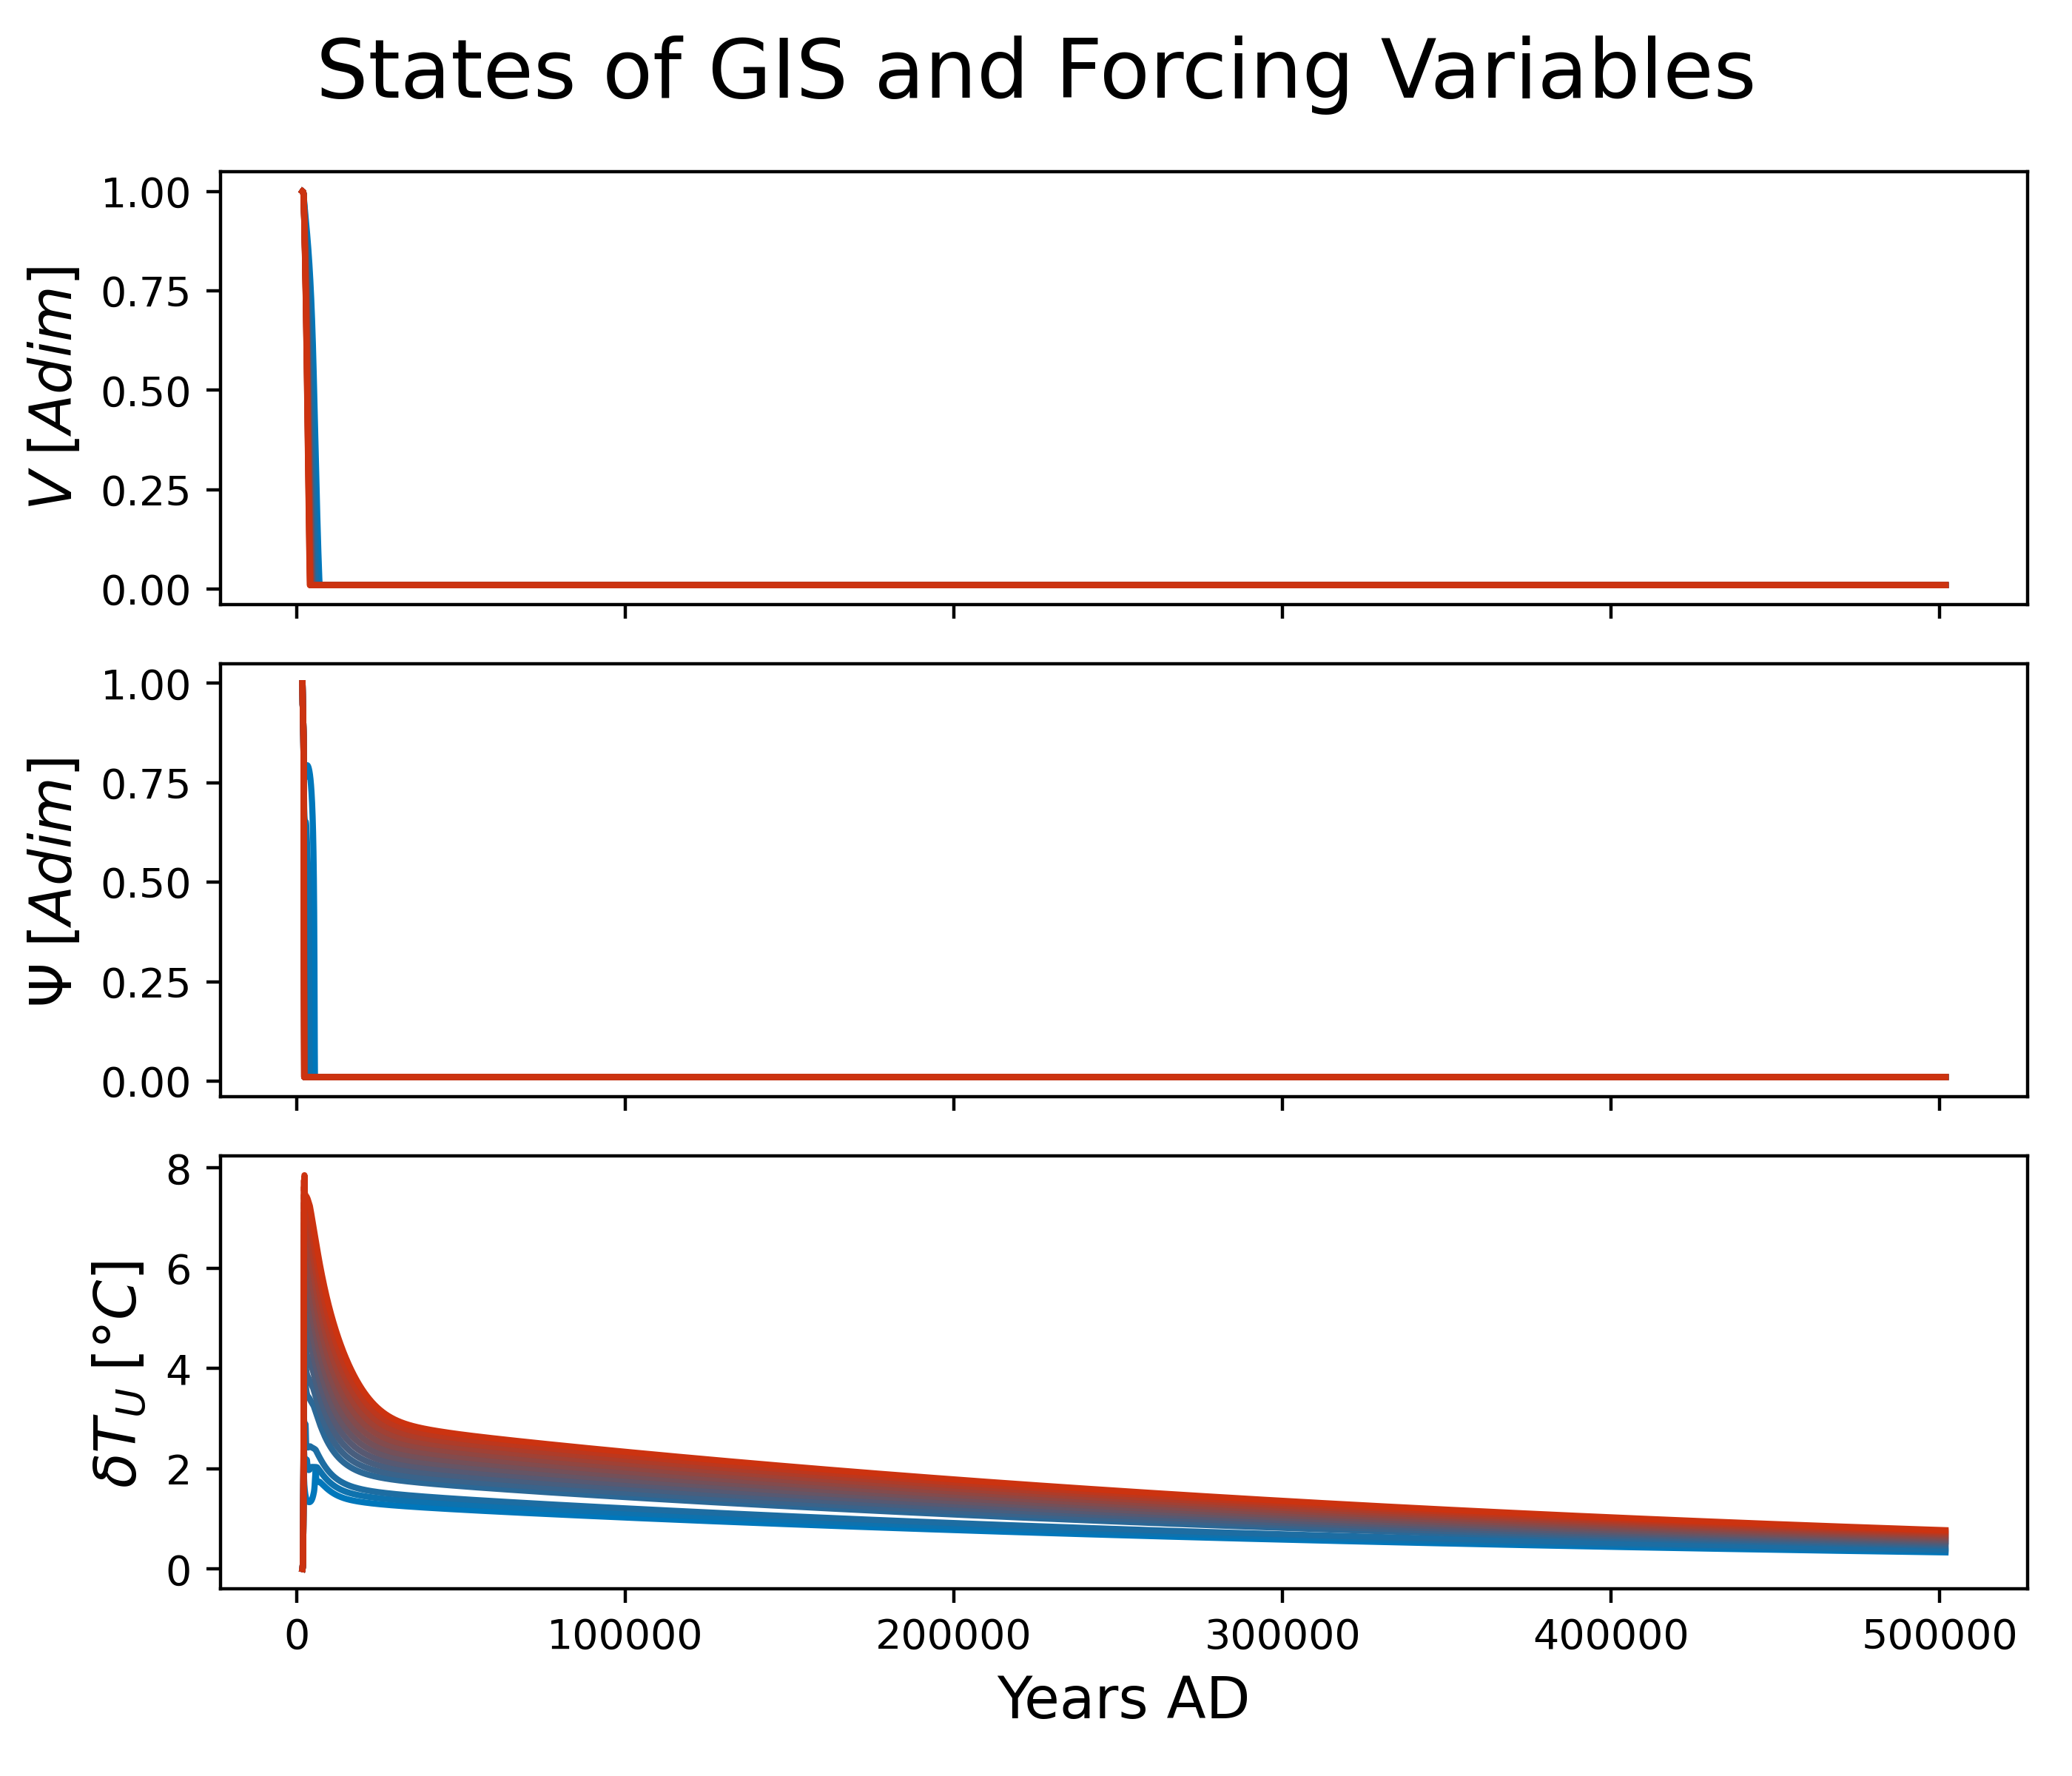 States of GIS and Forcing Variables
V [Adim]
1.00
0.75
0.50
0.25
0.00
Ψ [Adim]
1.00
0.75
0.50
0.25
0.00
δT_U [°C]
8
6
4
2
0
0 100000 200000 300000 400000 500000
Years AD